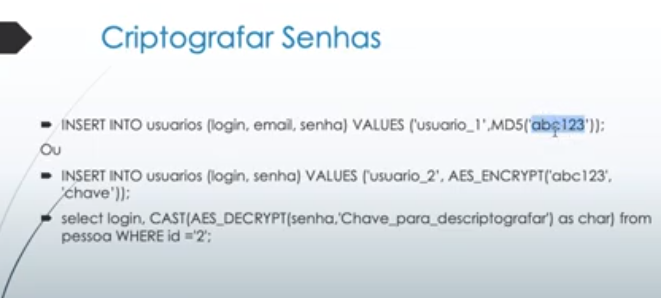 Criptografar Senhas
INSERT INTO usuarios (login, email, senha) VALUES ('usuario_1',MD5('abc123'));
Ou
INSERT INTO usuarios (login, senha) VALUES ('usuario_2', AES_ENCRYPT('abc123',
'chave'));
select login, CAST(AES_DECRYPT(senha,'Chave_para_descriptografar') as char) from
pessoa WHERE id ='2';